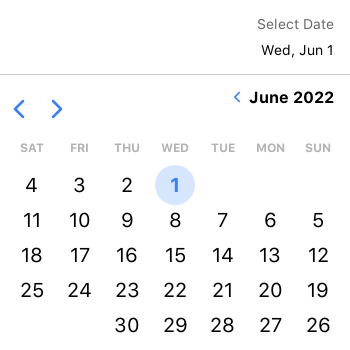 Select Date
Wed, Jun 1
June 2022
SAT FRI THU WED TUE MON SUN
4 3 2 1
11 10 9 8 7 6 5
18 17 16 15 14 13 12
25 24 23 22 21 20 19
30 29 28 27 26